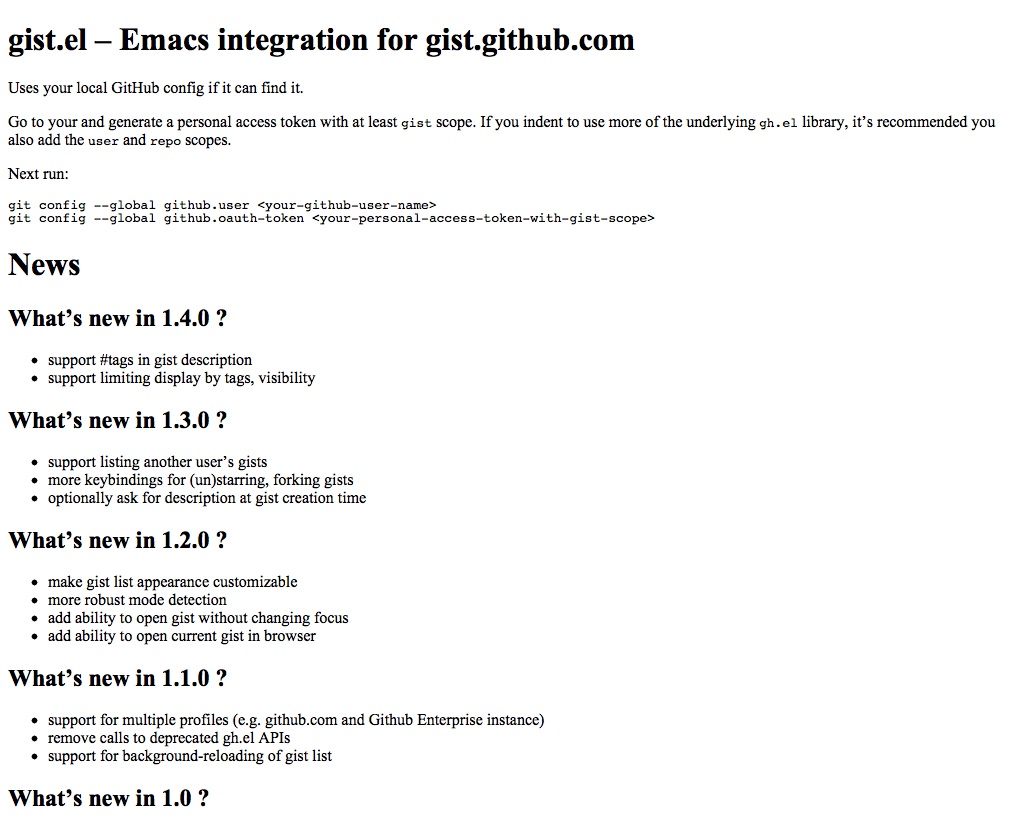 gist.el – Emacs integration for gist.github.com
Uses your local GitHub config if it can find it.
Go to your and generate a personal access token with at least gist scope. If you indent to use more of the underlying gh.el library, it’s recommended you
also add the user and repo scopes.
Next run:
git config --global github.user <your-github-user-name>
git config --global github.oauth-token <your-personal-access-token-with-gist-scope>
News
What’s new in 1.4.0 ?
• support #tags in gist description
• support limiting display by tags, visibility
What’s new in 1.3.0 ?
• support listing another user’s gists
• more keybindings for (un)starring, forking gists
• optionally ask for description at gist creation time
What’s new in 1.2.0 ?
• make gist list appearance customizable
• more robust mode detection
• add ability to open gist without changing focus
• add ability to open current gist in browser
What’s new in 1.1.0 ?
• support for multiple profiles (e.g. github.com and Github Enterprise instance)
• remove calls to deprecated gh.el APIs
• support for background-reloading of gist list
What’s new in 1.0 ?